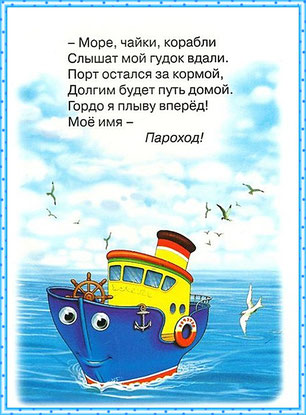 – Море, чайки, корабли
Слышат мой гудок вдали.
Порт остался за кормой,
Долгим будет путь домой.
Гордо я плыву вперёд!
Моё имя –
Пароход!